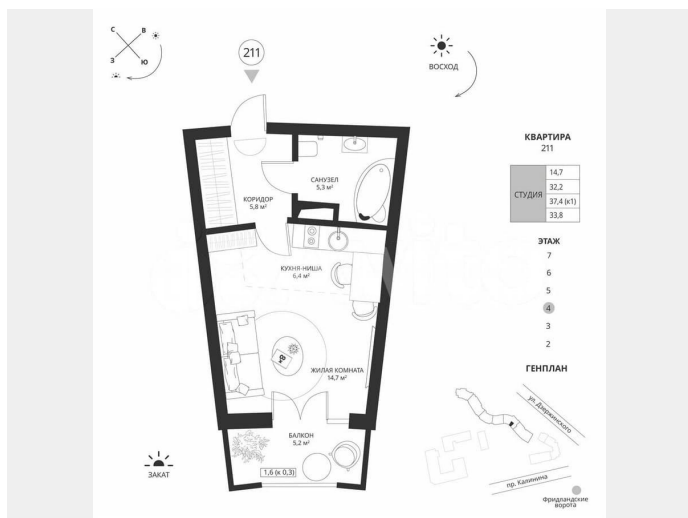 С
В
З
Ю
211
ВОСХОД
КВАРТИРА
211
СТУДИЯ
14,7
32,2
37,4 (к1)
33,8
ЭТАЖ
7
6
5
4
3
2
ГЕНПЛАН
ул. Дзержинского
пр. Калинина
Фридландские
ворота
САНУЗЕЛ
5,3 м²
КОРИДОР
5,8 м²
КУХНЯ-НИША
6,4 м²
ЖИЛАЯ КОМНАТА
14,7 м²
БАЛКОН
5,2 м²
1,6 (к 0,3)
ЗАКАТ